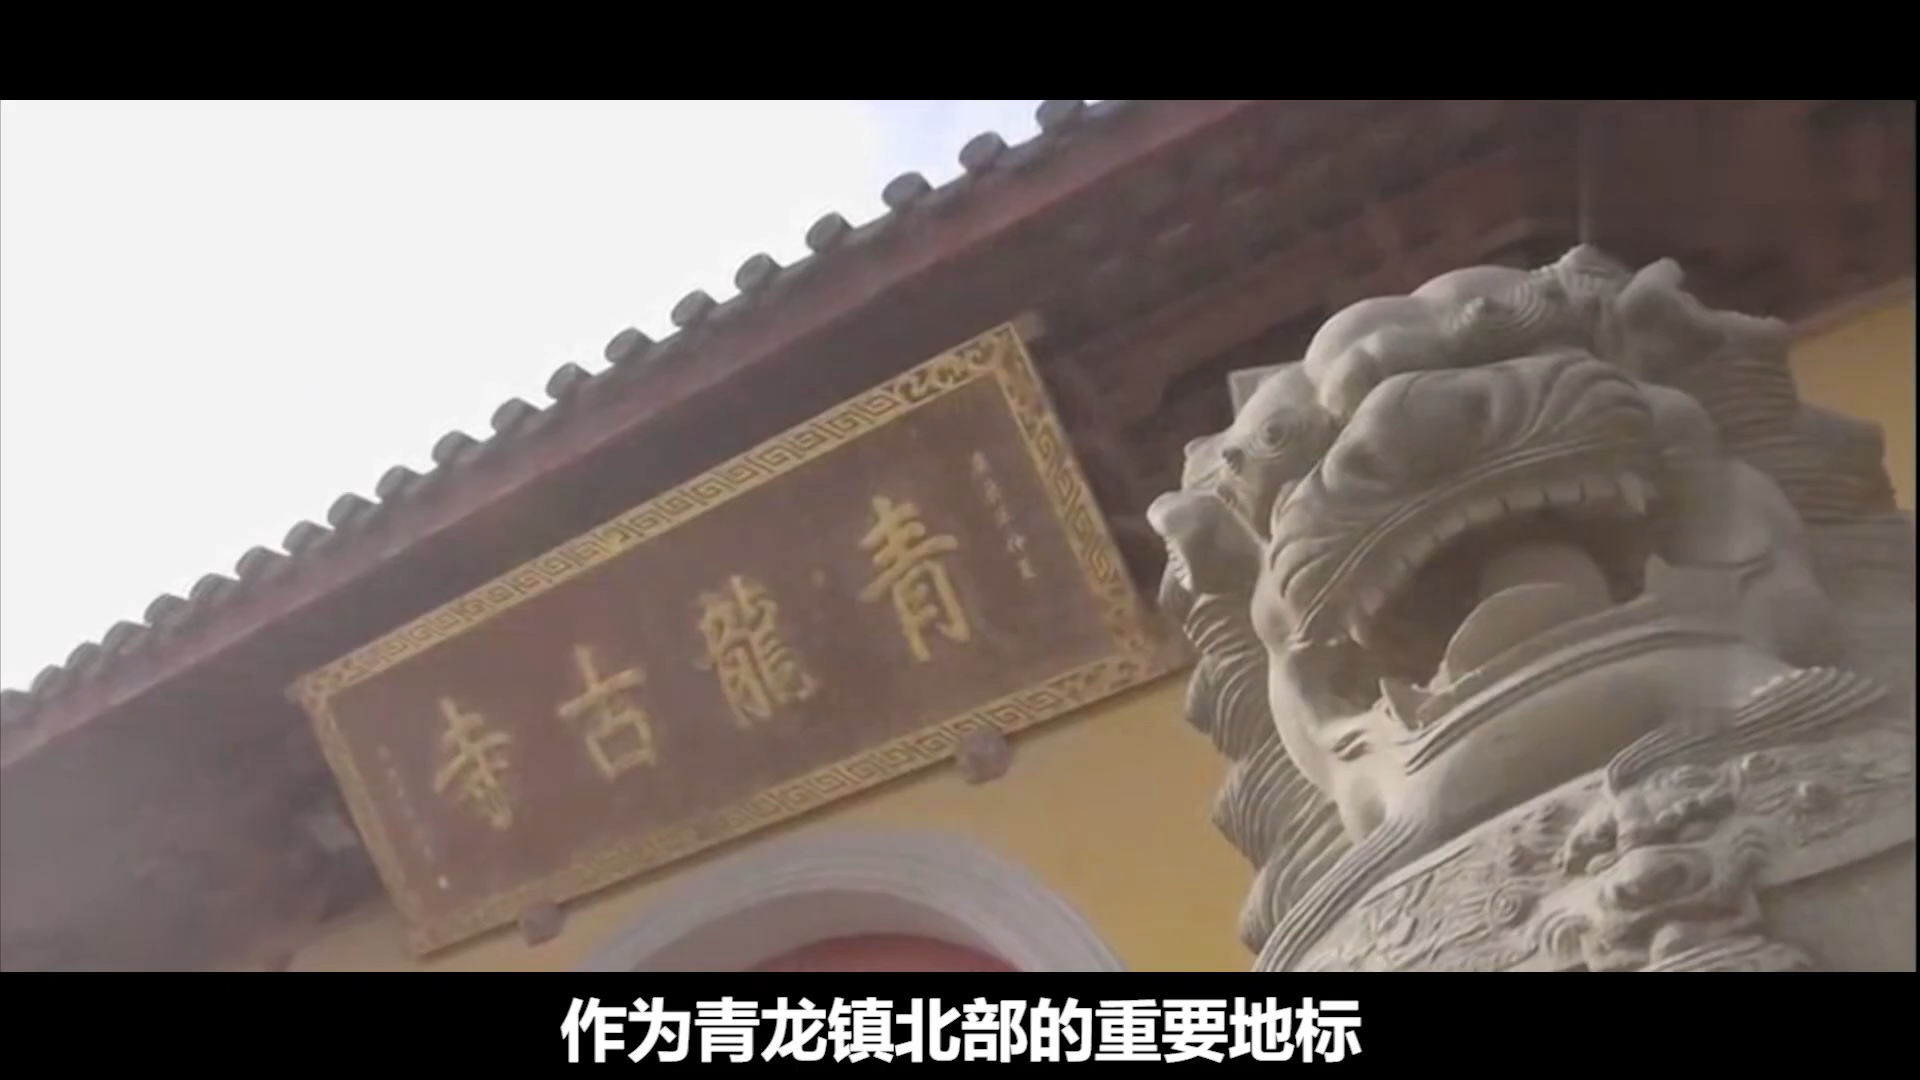 青龍古寺
作为青龙镇北部的重要地标